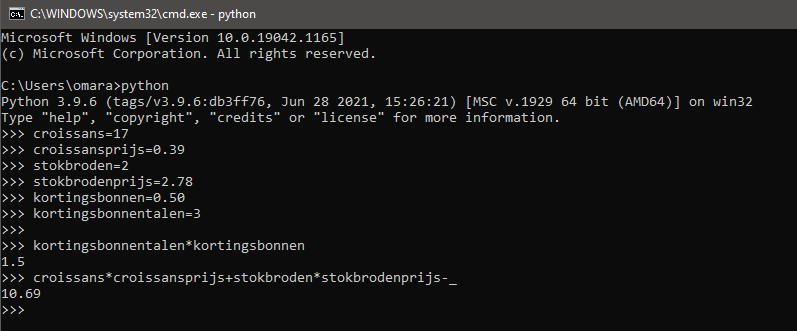 C:\WINDOWS\system32\cmd.exe - python
Microsoft Windows [Version 10.0.19042.1165]
(c) Microsoft Corporation. All rights reserved.
C:\Users\omara>python
Python 3.9.6 (tags/v3.9.6:db3ff76, Jun 28 2021, 15:26:21) [MSC v.1929 64 bit (AMD64)] on win32
Type "help", "copyright", "credits" or "license" for more information.
>>> croissans=17
>>> croissansprijs=0.39
>>> stokbroden=2
>>> stokbrodenprijs=2.78
>>> kortingsbonnen=0.50
>>> kortingsbonnentalen=3
>>>
>>> kortingsbonnentalen*kortingsbonnen
1.5
>>> croissans*croissansprijs+stokbroden*stokbrodenprijs-_
10.69
>>>